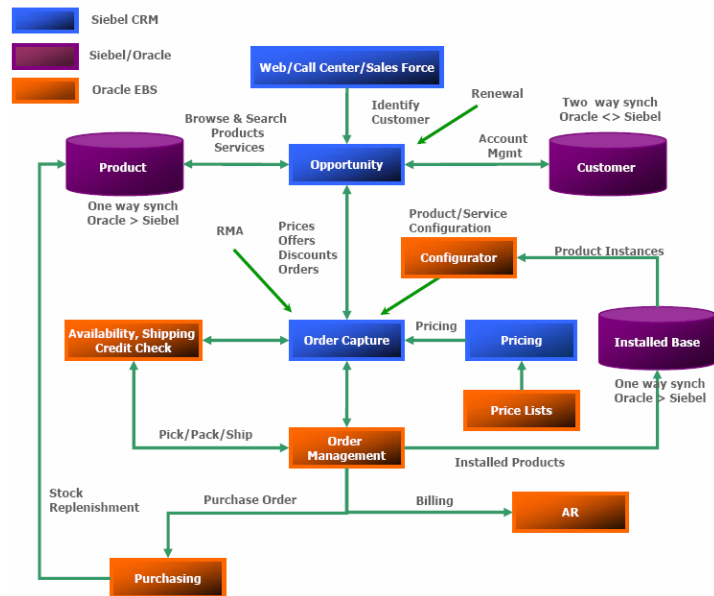 Siebel CRM
Siebel/Oracle
Oracle EBS
Web/Call Center/Sales Force
Identify
Customer
Renewal
Two way synch
Oracle <> Siebel
Browse & Search
Products
Services
Account
Mgmt
Product
Opportunity
Customer
One way synch
Oracle > Siebel
RMA
Prices
Offers
Discounts
Orders
Product/Service
Configuration
Configurator
Product Instances
Availability, Shipping
Credit Check
Order Capture
Pricing
Pricing
Installed Base
One way synch
Oracle > Siebel
Price Lists
Pick/Pack/Ship
Order
Management
Installed Products
Stock
Replenishment
Purchase Order
Billing
AR
Purchasing